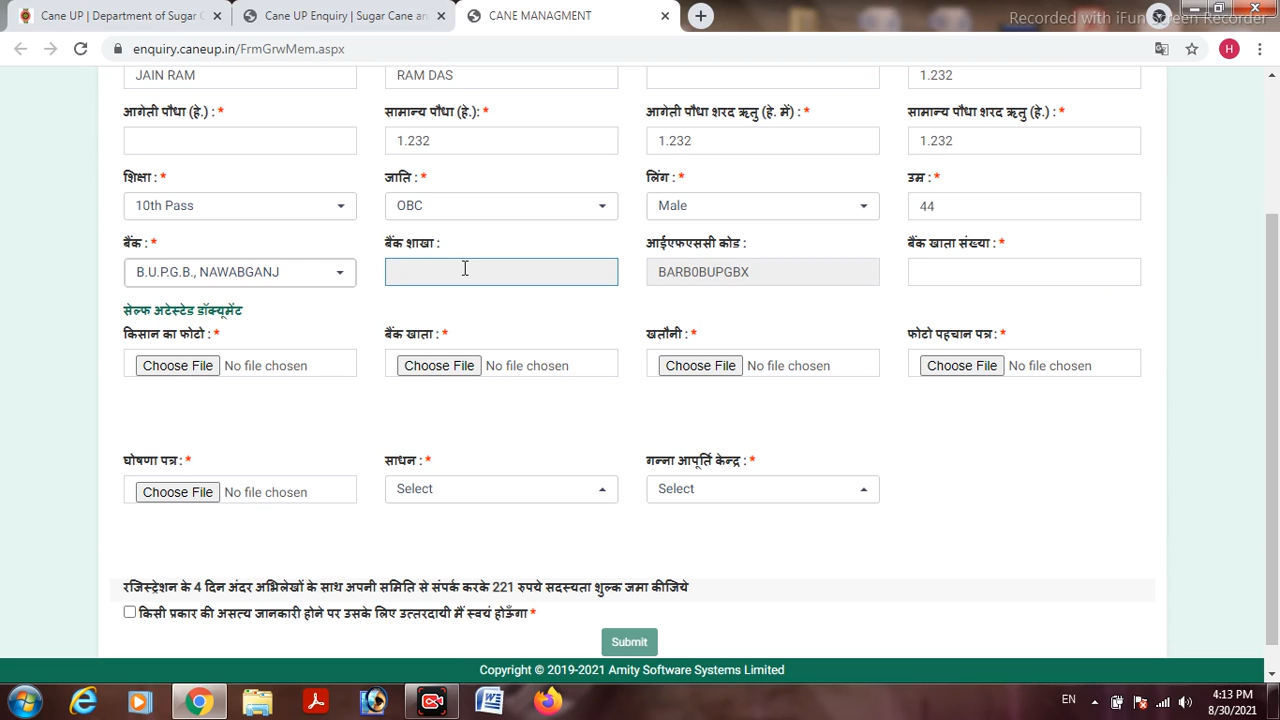 Cane UP | Department of Sugar C
Cane UP Enquiry | Sugar Cane an
CANE MANAGMENT
Recorded with iFun Screen Recorder
enquiry.caneup.in/FrmGrwMem.aspx
H
JAIN RAM
RAM DAS
1.232
आगेती पौधा (हे.) : *
सामान्य पौधा (हे.): *
आगेती पौधा शरद ऋतु (हे. में) : *
सामान्य पौधा शरद ऋतु (हे.) : *
1.232
1.232
1.232
शिक्षा : *
जाति : *
लिंग : *
उम्र : *
10th Pass
OBC
Male
44
बैंक : *
बैंक शाखा :
आईएफएससी कोड :
बैंक खाता संख्या : *
B.U.P.G.B., NAWABGANJ
BARB0BUPGBX
सेल्फ अटेस्टेड डॉक्यूमेंट
किसान का फोटो : *
बैंक खाता : *
खतौनी : *
फोटो पहचान पत्र : *
Choose File No file chosen
Choose File No file chosen
Choose File No file chosen
Choose File No file chosen
घोषणा पत्र : *
साधन : *
गन्ना आपूर्ति केन्द्र : *
Choose File No file chosen
Select
Select
रजिस्ट्रेशन के 4 दिन अंदर अभिलेखों के साथ अपनी समिति से संपर्क करके 221 रुपये सदस्यता शुल्क जमा कीजिये
किसी प्रकार की असत्य जानकारी होने पर उसके लिए उत्तरदायी मैं स्वयं होऊँगा *
Submit
Copyright © 2019-2021 Amity Software Systems Limited
EN
4:13 PM
8/30/2021